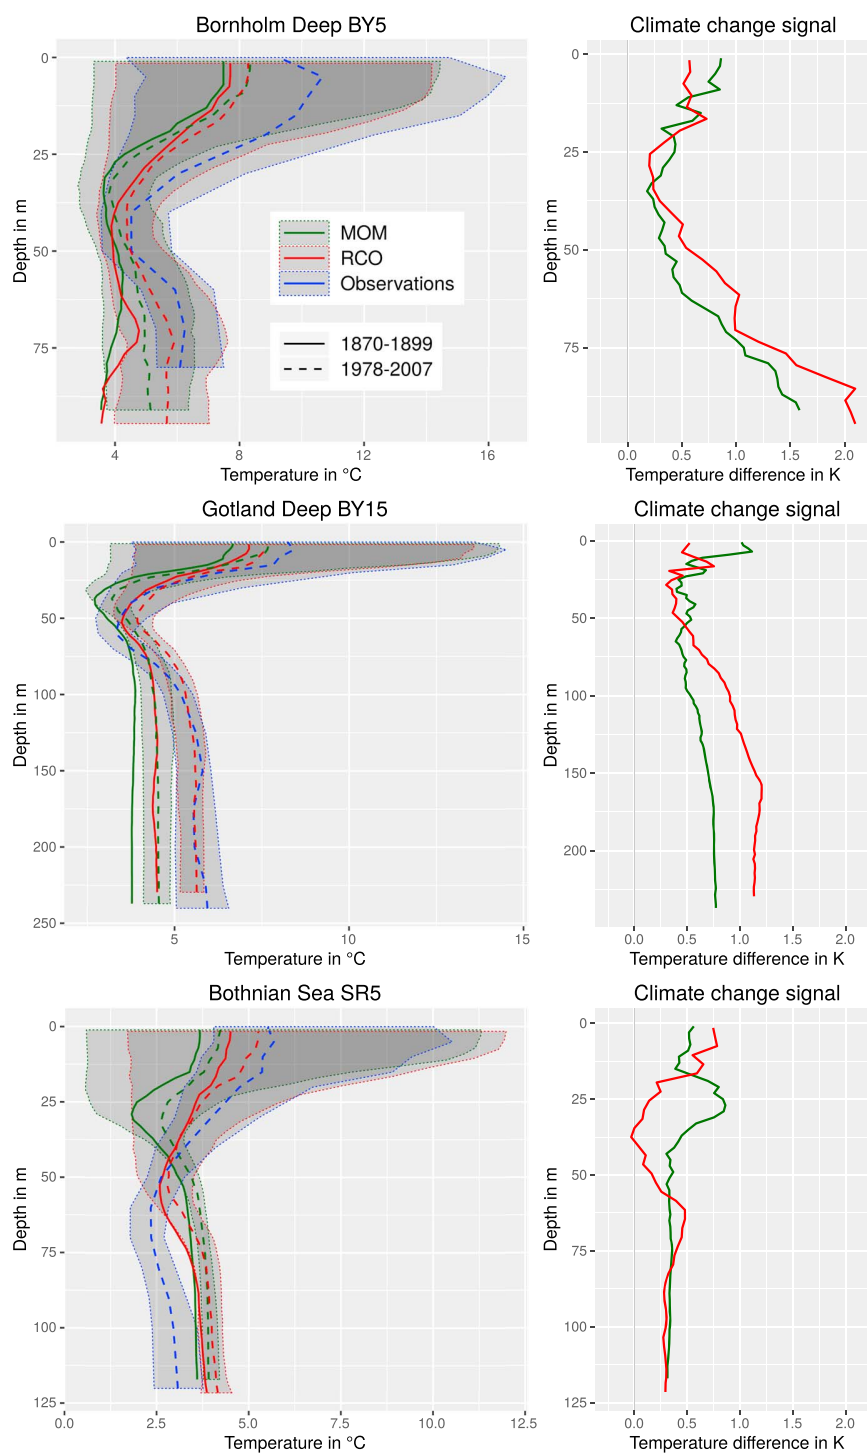 Bornholm Deep BY5
Climate change signal
0
25
50
75
Depth in m
4
8
12
16
Temperature in °C
MOM
RCO
Observations
1870-1899
1978-2007
0
25
50
75
Depth in m
0.0
0.5
1.0
1.5
2.0
Temperature difference in K
Gotland Deep BY15
Climate change signal
0
50
100
150
200
250
Depth in m
5
10
15
Temperature in °C
0
50
100
150
200
Depth in m
0.0
0.5
1.0
1.5
2.0
Temperature difference in K
Bothnian Sea SR5
Climate change signal
0
25
50
75
100
125
Depth in m
0.0
2.5
5.0
7.5
10.0
12.5
Temperature in °C
0
25
50
75
100
125
Depth in m
0.0
0.5
1.0
1.5
2.0
Temperature difference in K